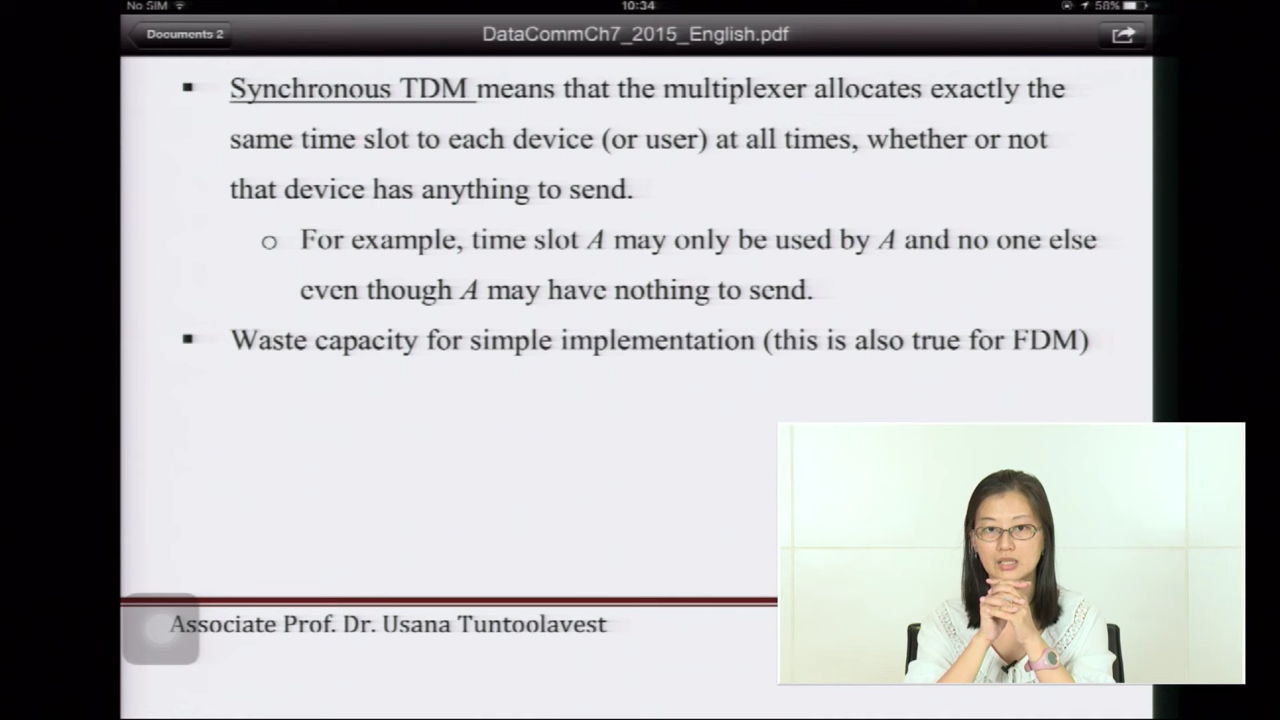 No SIM
10:34
58%
Documents 2
DataCommCh7_2015_English.pdf
▪ Synchronous TDM means that the multiplexer allocates exactly the
same time slot to each device (or user) at all times, whether or not
that device has anything to send.
o For example, time slot A may only be used by A and no one else
even though A may have nothing to send.
▪ Waste capacity for simple implementation (this is also true for FDM)
Associate Prof. Dr. Usana Tuntoolavest